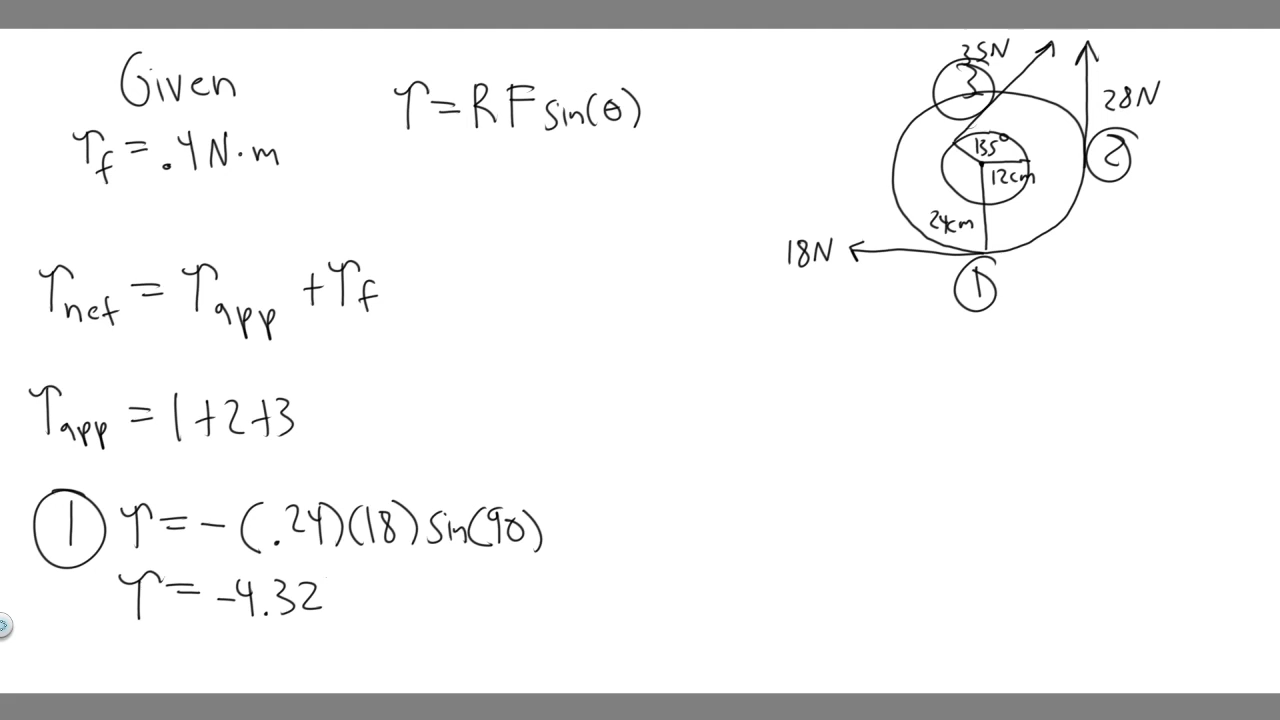 Given
τf = .4 N·m
τ = RF sin(θ)
τnet = τapp + τf
τapp = 1+2+3
① τ = -(.24)(18) sin(90)
τ = -4.32
35N
③
28N
②
135°
12cm
24cm
18N
①